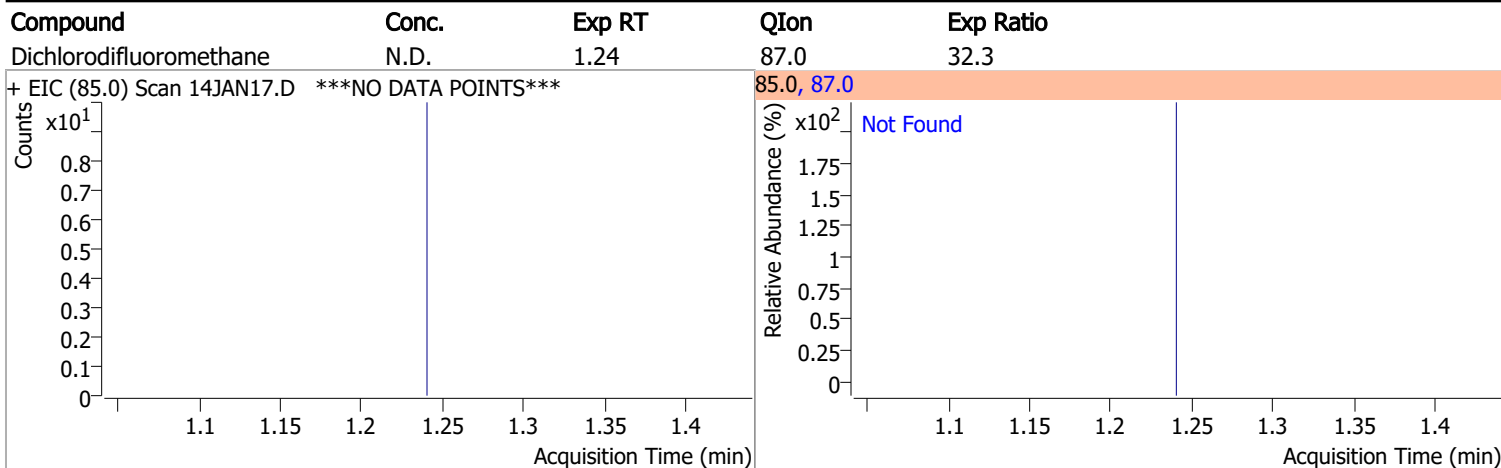 Compound Conc. Exp RT QIon Exp Ratio
Dichlorodifluoromethane N.D. 1.24 87.0 32.3
+ EIC (85.0) Scan 14JAN17.D ***NO DATA POINTS***
Counts
x10¹
0.8
0.7
0.6
0.5
0.4
0.3
0.2
0.1
0
1.1 1.15 1.2 1.25 1.3 1.35 1.4
Acquisition Time (min)
85.0, 87.0
Relative Abundance (%)
x10²
Not Found
1.75
1.5
1.25
1
0.75
0.5
0.25
0
1.1 1.15 1.2 1.25 1.3 1.35 1.4
Acquisition Time (min)